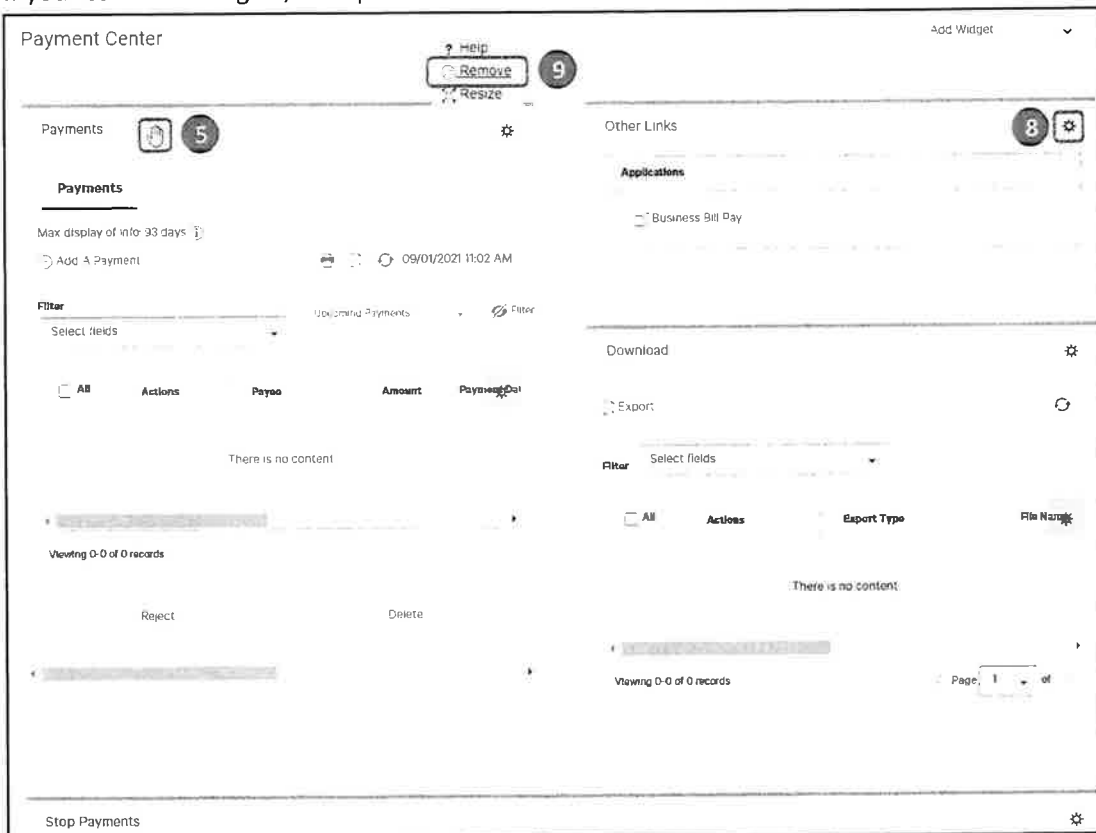 Payment Center
Add Widget
? Help
Remove
9
Resize
Payments
5
Payments
Max display of info: 93 days
Add A Payment
09/01/2021 11:02 AM
Filter
Select fields
Upcoming Payments
Filter
All Actions Payee Amount Payment Dat
There is no content
Viewing 0-0 of 0 records
Reject Delete
Other Links
8
Applications
Business Bill Pay
Download
Export
Filter
Select fields
All Actions Export Type File Name
There is no content
Viewing 0-0 of 0 records
Page 1 of
Stop Payments